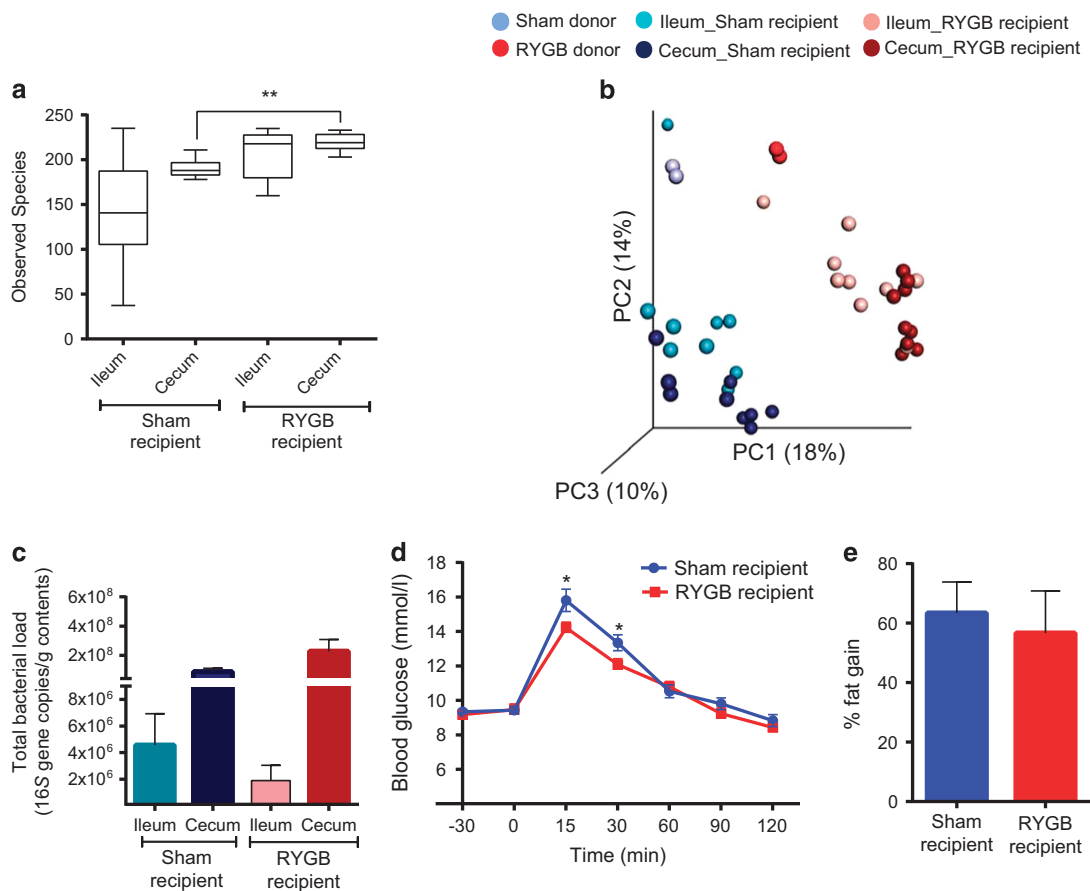 Sham donor
RYGB donor
Ileum_Sham recipient
Cecum_Sham recipient
Ileum_RYGB recipient
Cecum_RYGB recipient
a
**
Observed Species
250
200
150
100
50
0
Ileum
Cecum
Ileum
Cecum
Sham
recipient
RYGB
recipient
b
PC2 (14%)
PC1 (18%)
PC3 (10%)
c
Total bacterial load
(16S gene copies/g contents)
6x10⁸
4x10⁸
2x10⁸
8x10⁶
6x10⁶
4x10⁶
2x10⁶
Ileum
Cecum
Ileum
Cecum
Sham
recipient
RYGB
recipient
d
Blood glucose (mmol/l)
18
16
14
12
10
8
6
*
*
Sham recipient
RYGB recipient
-30
0
15
30
60
90
120
Time (min)
e
% fat gain
80
60
40
20
0
Sham
recipient
RYGB
recipient